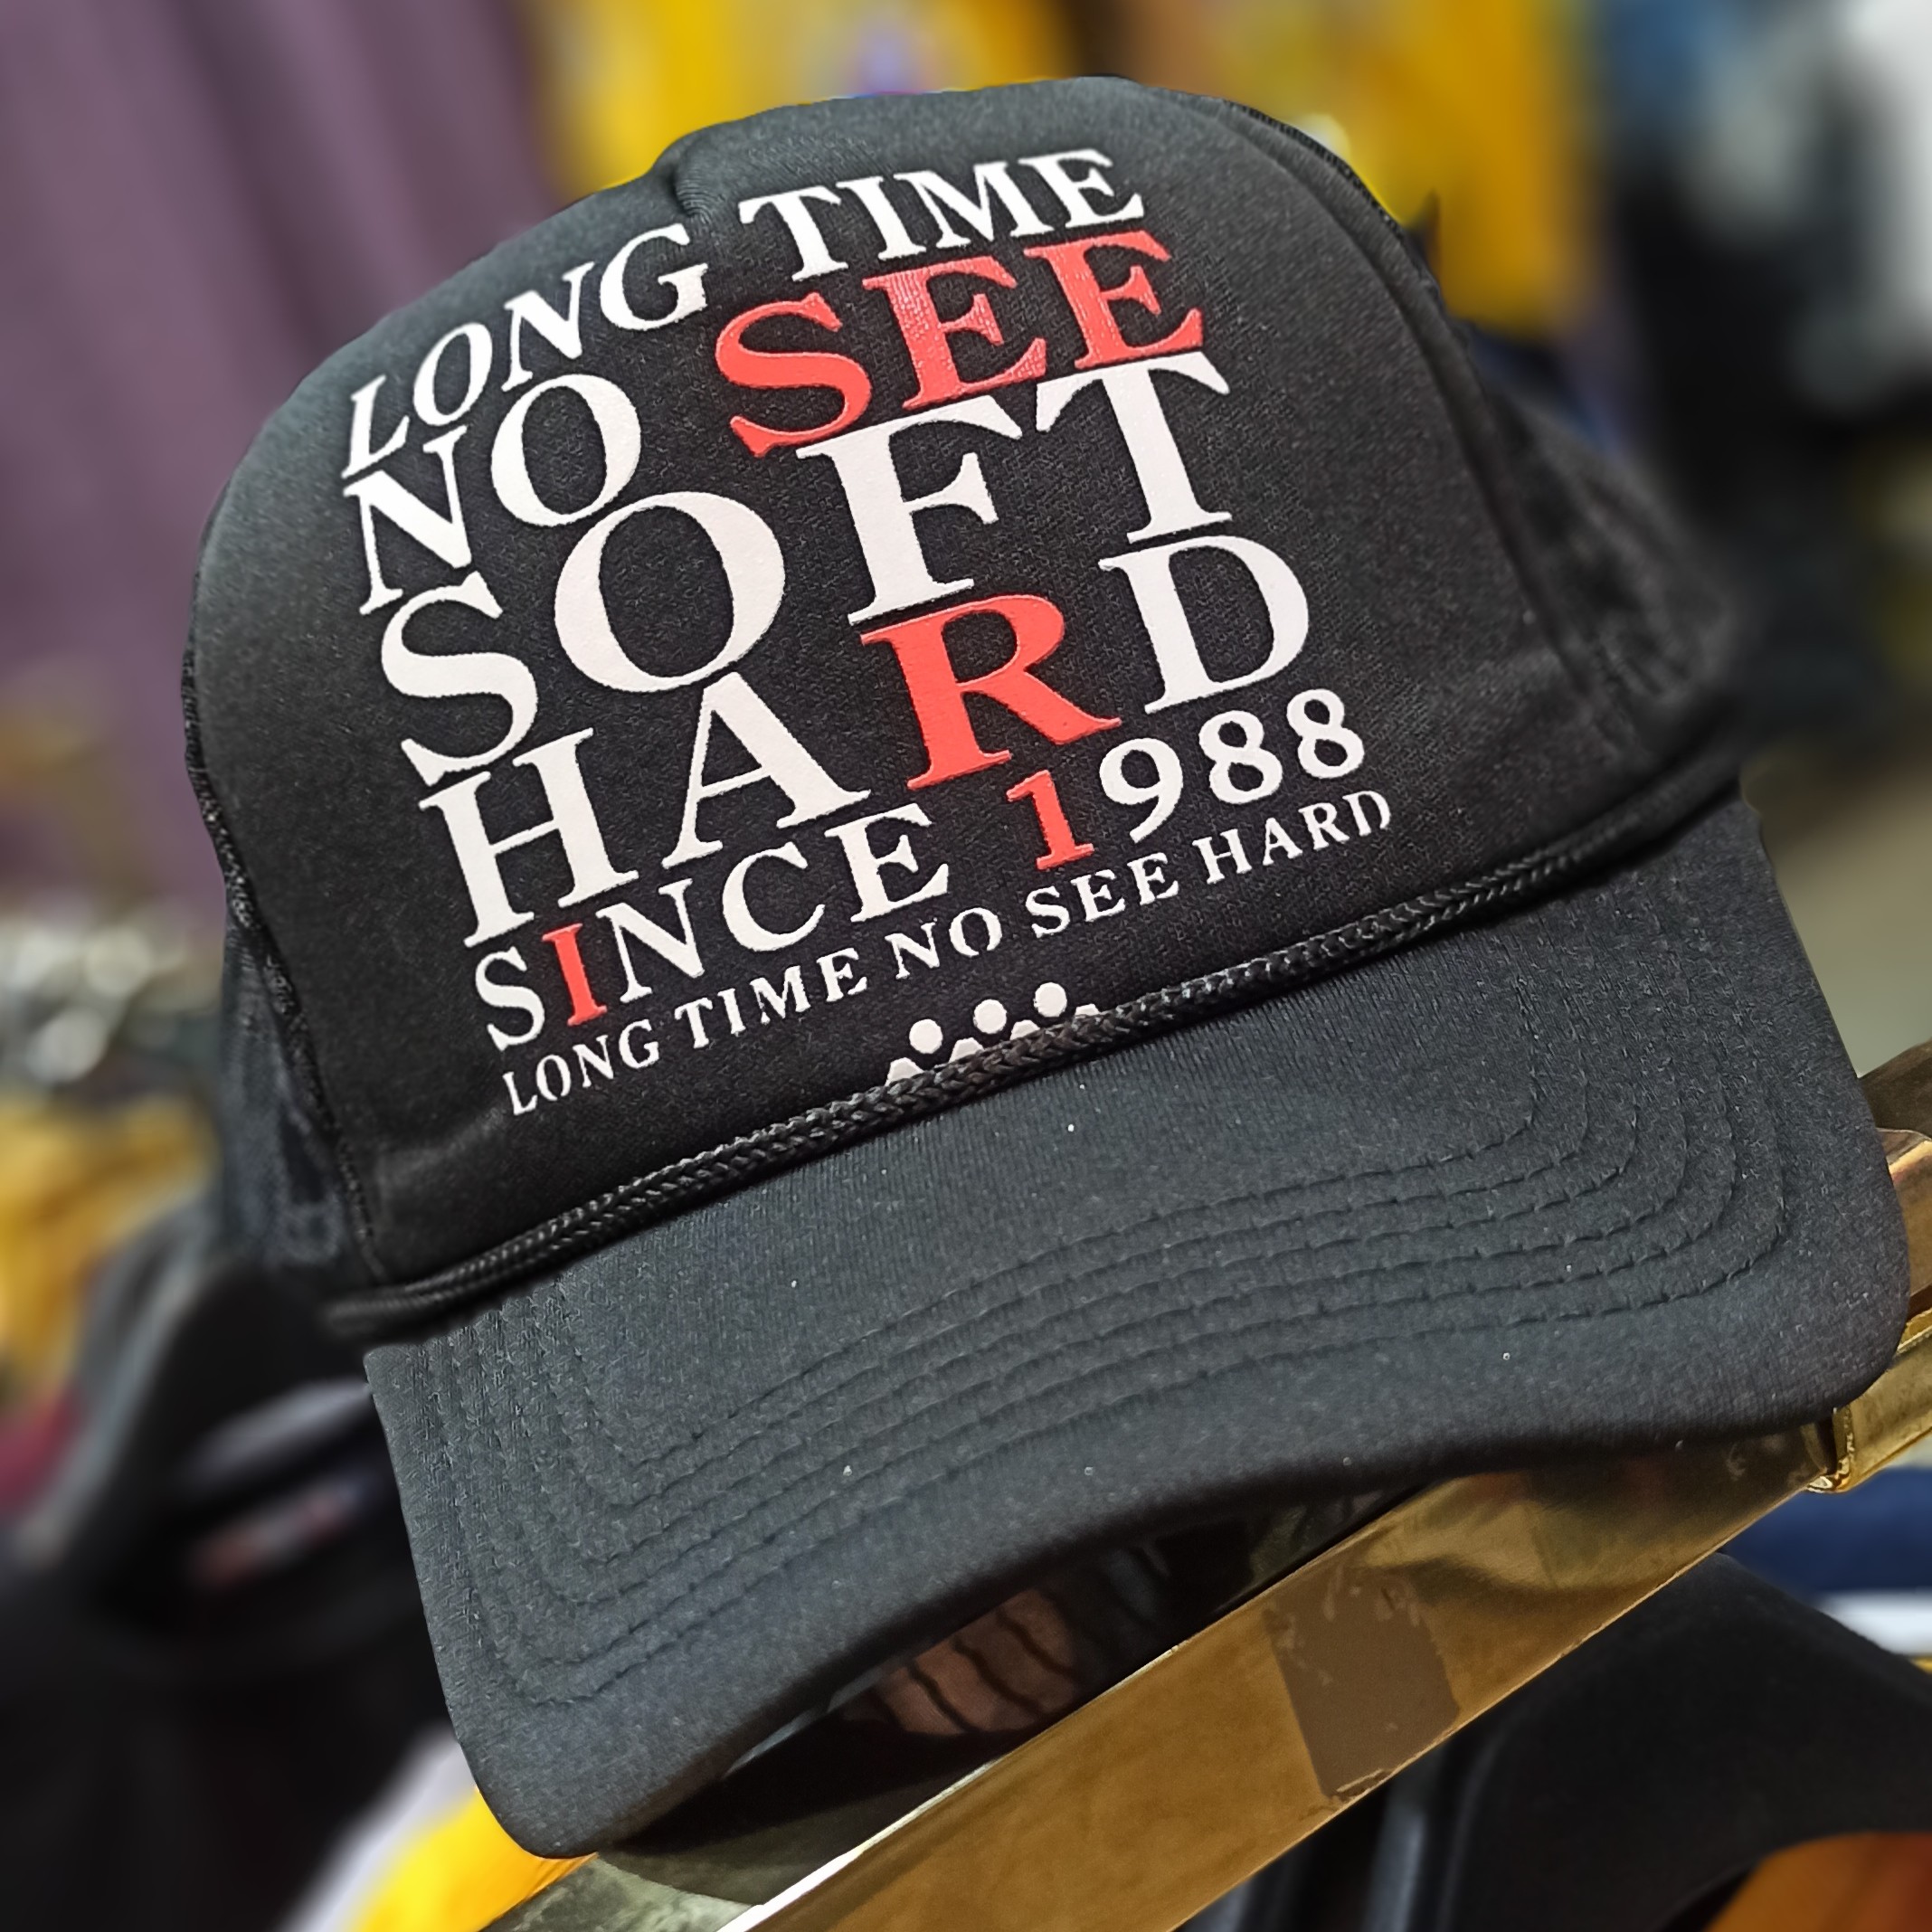 LONG TIME
NO SEE
SOFT
HARD
SINCE 1988
LONG TIME NO SEE HARD